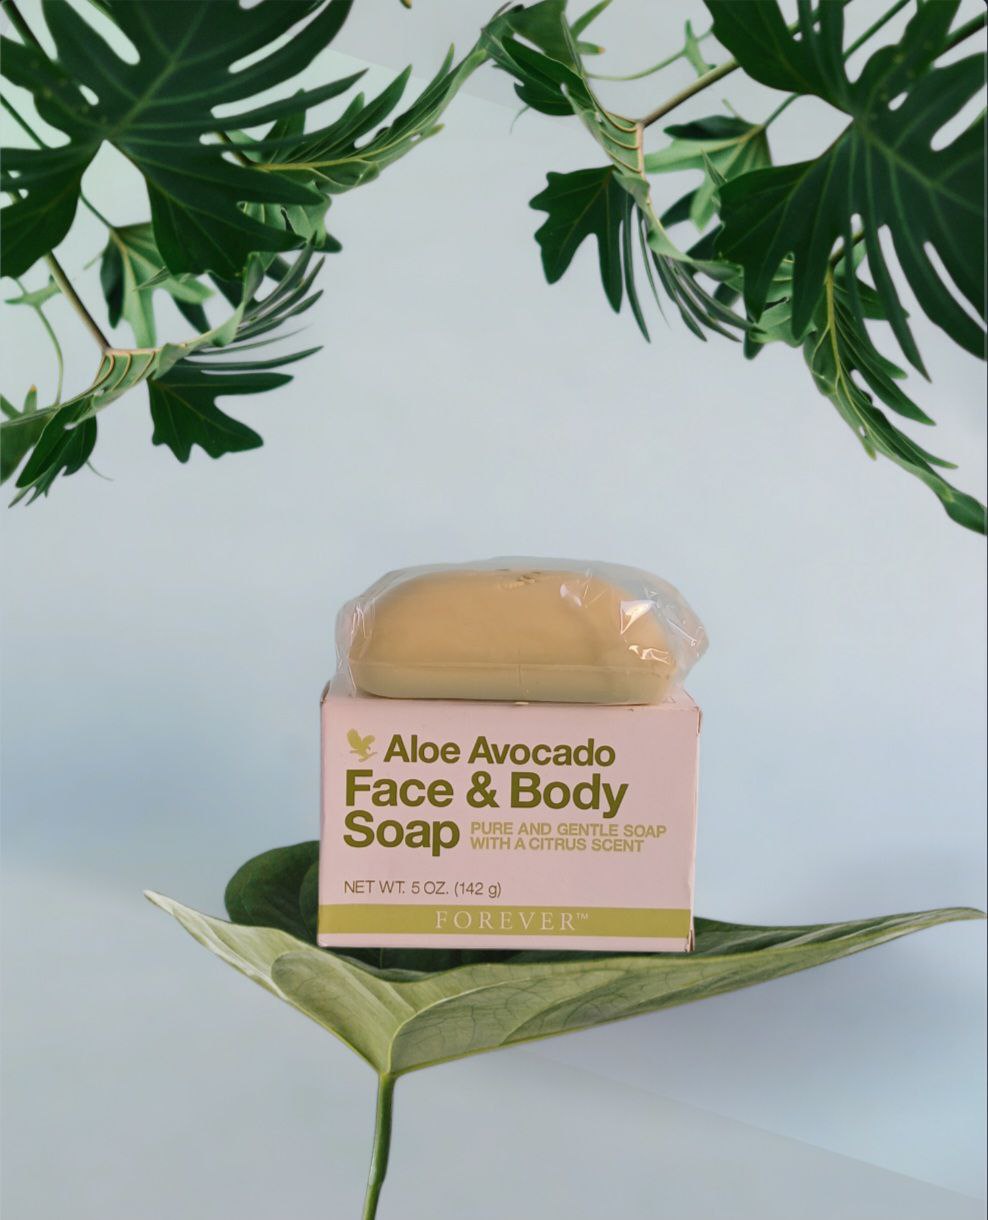 Aloe Avocado
Face & Body
Soap
PURE AND GENTLE SOAP
WITH A CITRUS SCENT
NET WT. 5 OZ. (142 g)
FOREVER™